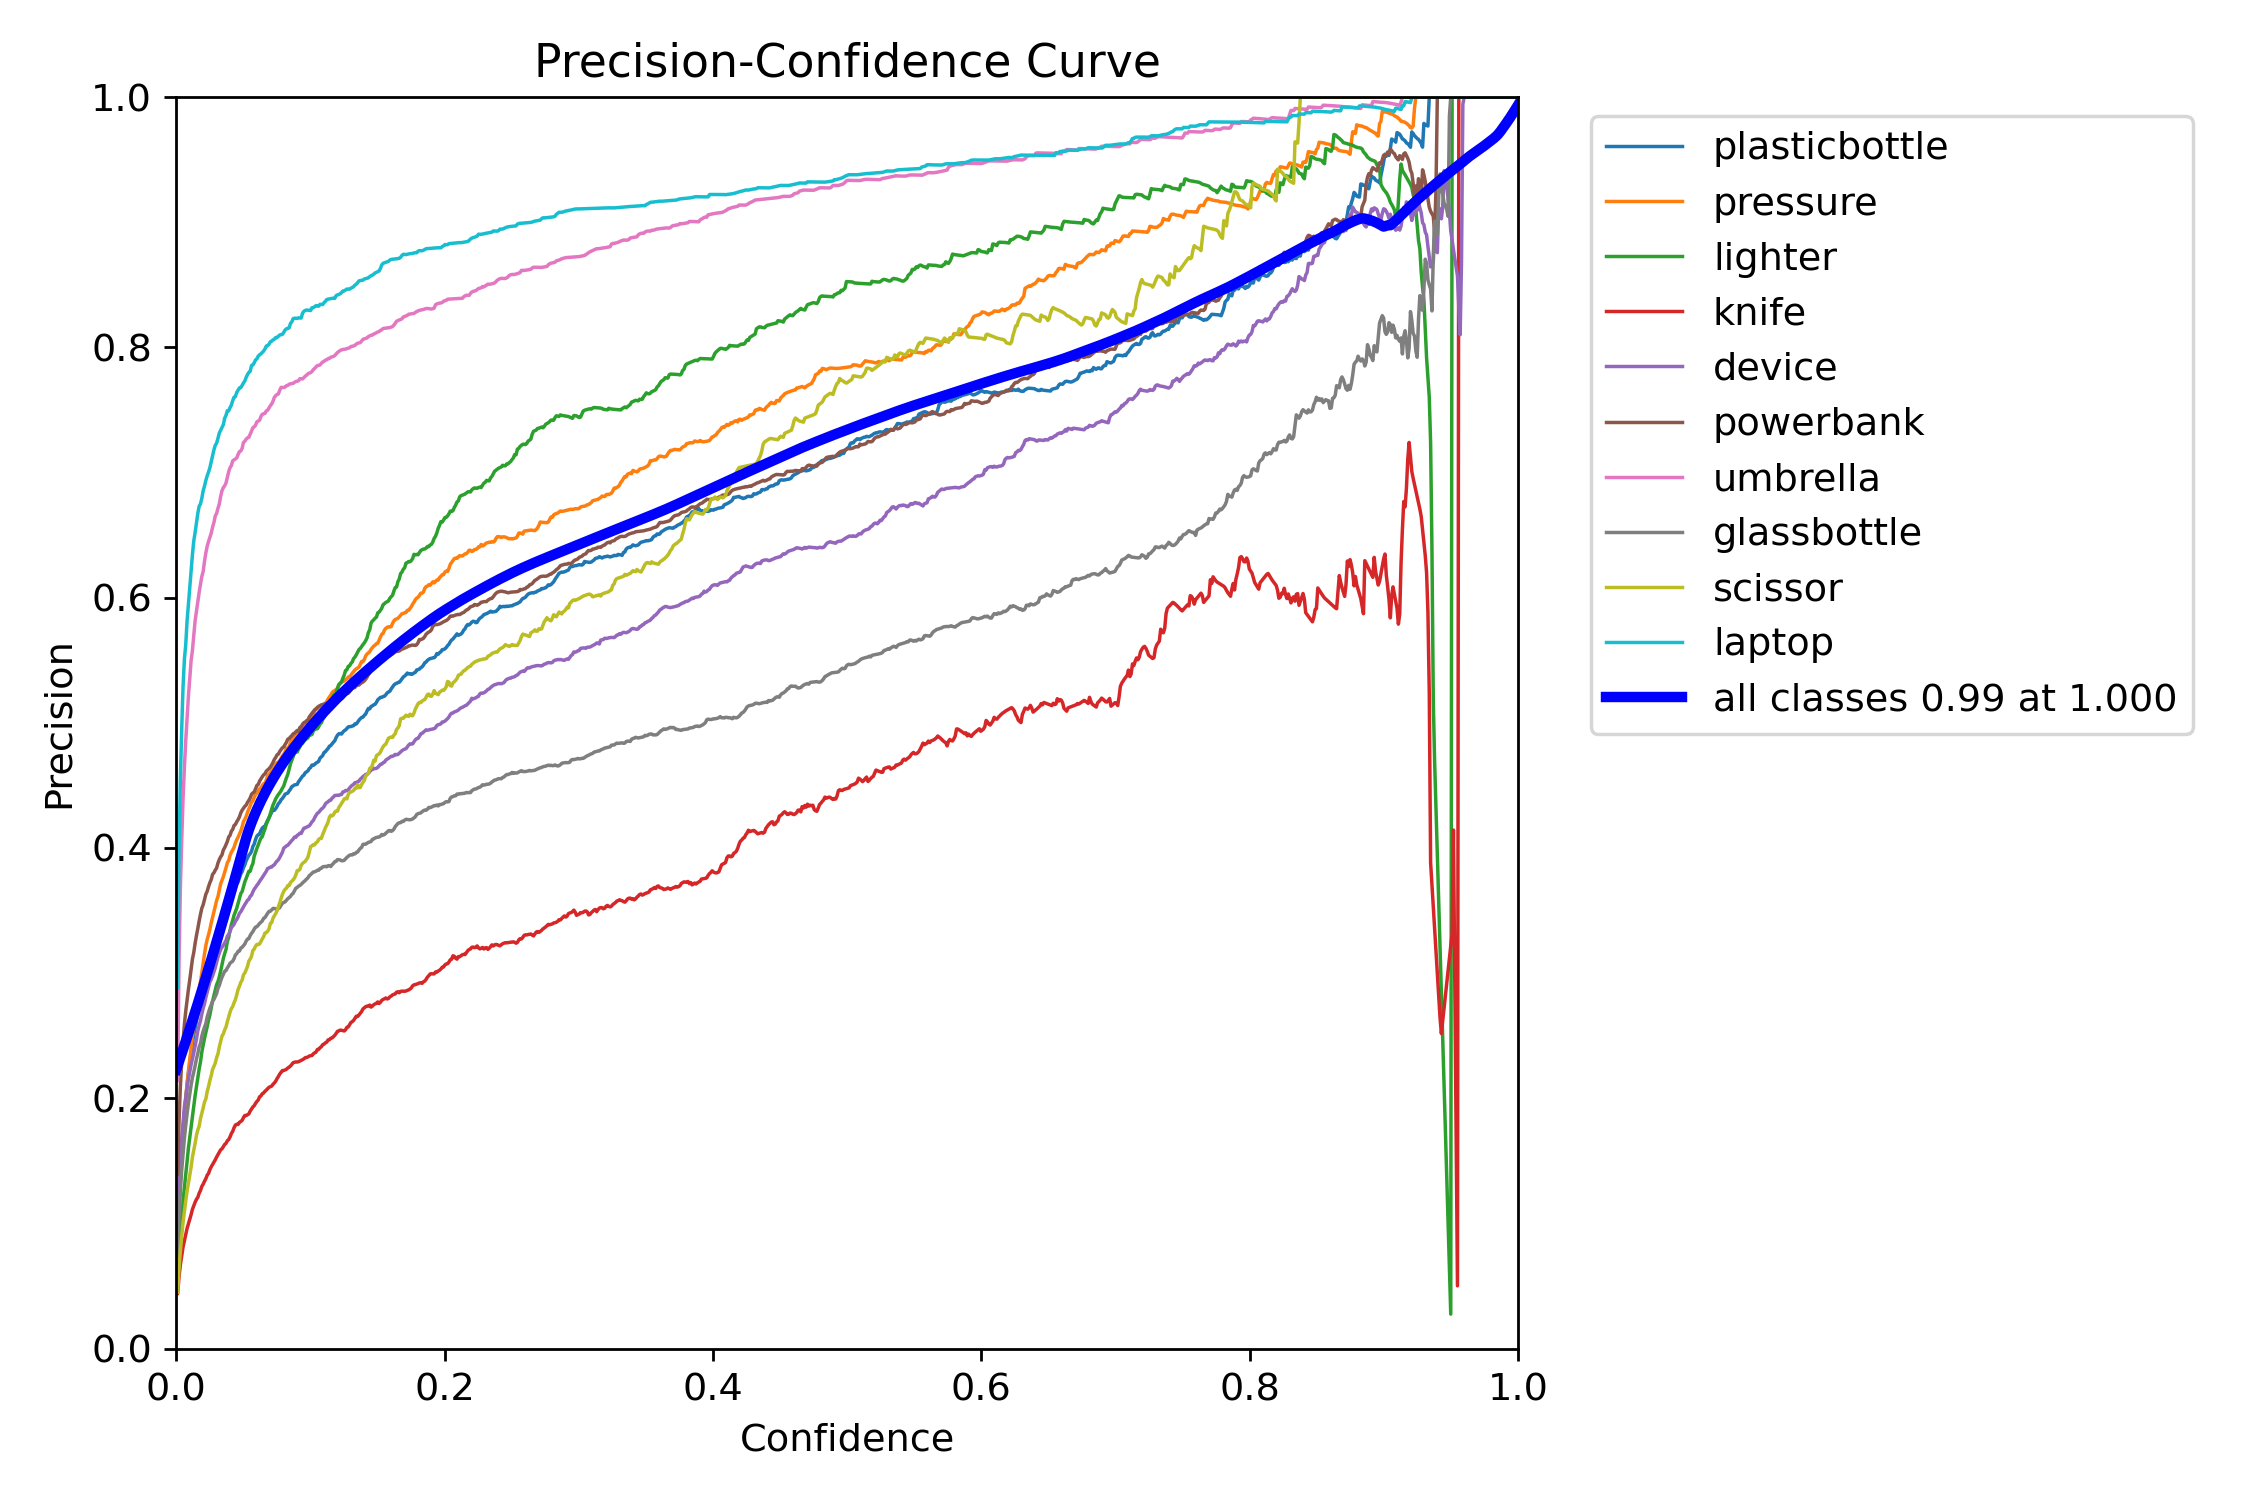 Precision-Confidence Curve
1.0
0.8
0.6
0.4
0.2
0.0
Precision
0.0 0.2 0.4 0.6 0.8 1.0
Confidence
plasticbottle
pressure
lighter
knife
device
powerbank
umbrella
glassbottle
scissor
laptop
all classes 0.99 at 1.000